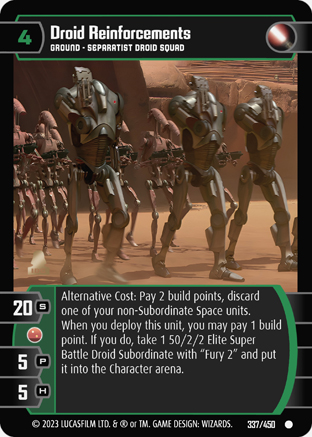 4 Droid Reinforcements
GROUND - SEPARATIST DROID SQUAD
Alternative Cost: Pay 2 build points, discard
one of your non-Subordinate Space units.
When you deploy this unit, you may pay 1 build
point. If you do, take 1 50/2/2 Elite Super
Battle Droid Subordinate with “Fury 2” and put
it into the Character arena.
20 S
5 P
5 H
© 2023 LUCASFILM LTD. & ® or TM. GAME DESIGN: WIZARDS. 337/450